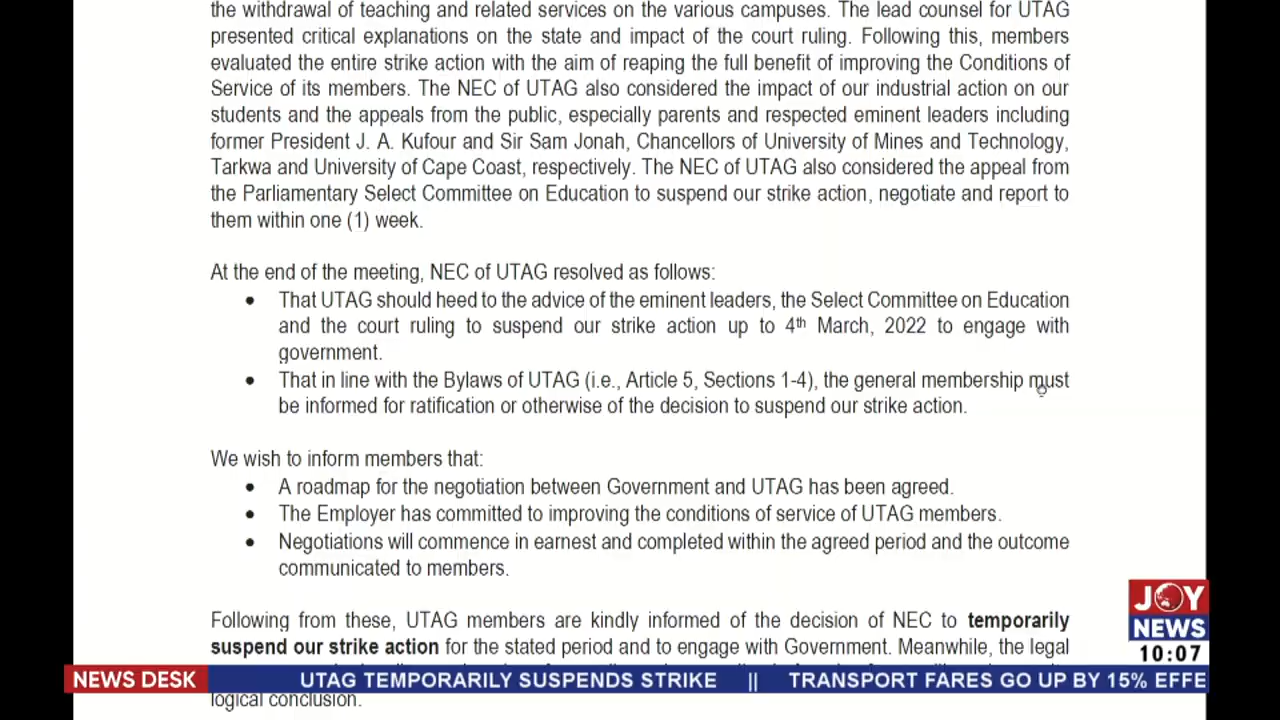 the withdrawal of teaching and related services on the various campuses. The lead counsel for UTAG
presented critical explanations on the state and impact of the court ruling. Following this, members
evaluated the entire strike action with the aim of reaping the full benefit of improving the Conditions of
Service of its members. The NEC of UTAG also considered the impact of our industrial action on our
students and the appeals from the public, especially parents and respected eminent leaders including
former President J. A. Kufour and Sir Sam Jonah, Chancellors of University of Mines and Technology,
Tarkwa and University of Cape Coast, respectively. The NEC of UTAG also considered the appeal from
the Parliamentary Select Committee on Education to suspend our strike action, negotiate and report to
them within one (1) week.
At the end of the meeting, NEC of UTAG resolved as follows:
• That UTAG should heed to the advice of the eminent leaders, the Select Committee on Education
and the court ruling to suspend our strike action up to 4th March, 2022 to engage with
government.
• That in line with the Bylaws of UTAG (i.e., Article 5, Sections 1-4), the general membership must
be informed for ratification or otherwise of the decision to suspend our strike action.
We wish to inform members that:
• A roadmap for the negotiation between Government and UTAG has been agreed.
• The Employer has committed to improving the conditions of service of UTAG members.
• Negotiations will commence in earnest and completed within the agreed period and the outcome
communicated to members.
Following from these, UTAG members are kindly informed of the decision of NEC to temporarily
suspend our strike action for the stated period and to engage with Government. Meanwhile, the legal
logical conclusion.
JOY
NEWS
10:07
NEWS DESK
UTAG TEMPORARILY SUSPENDS STRIKE || TRANSPORT FARES GO UP BY 15% EFFE